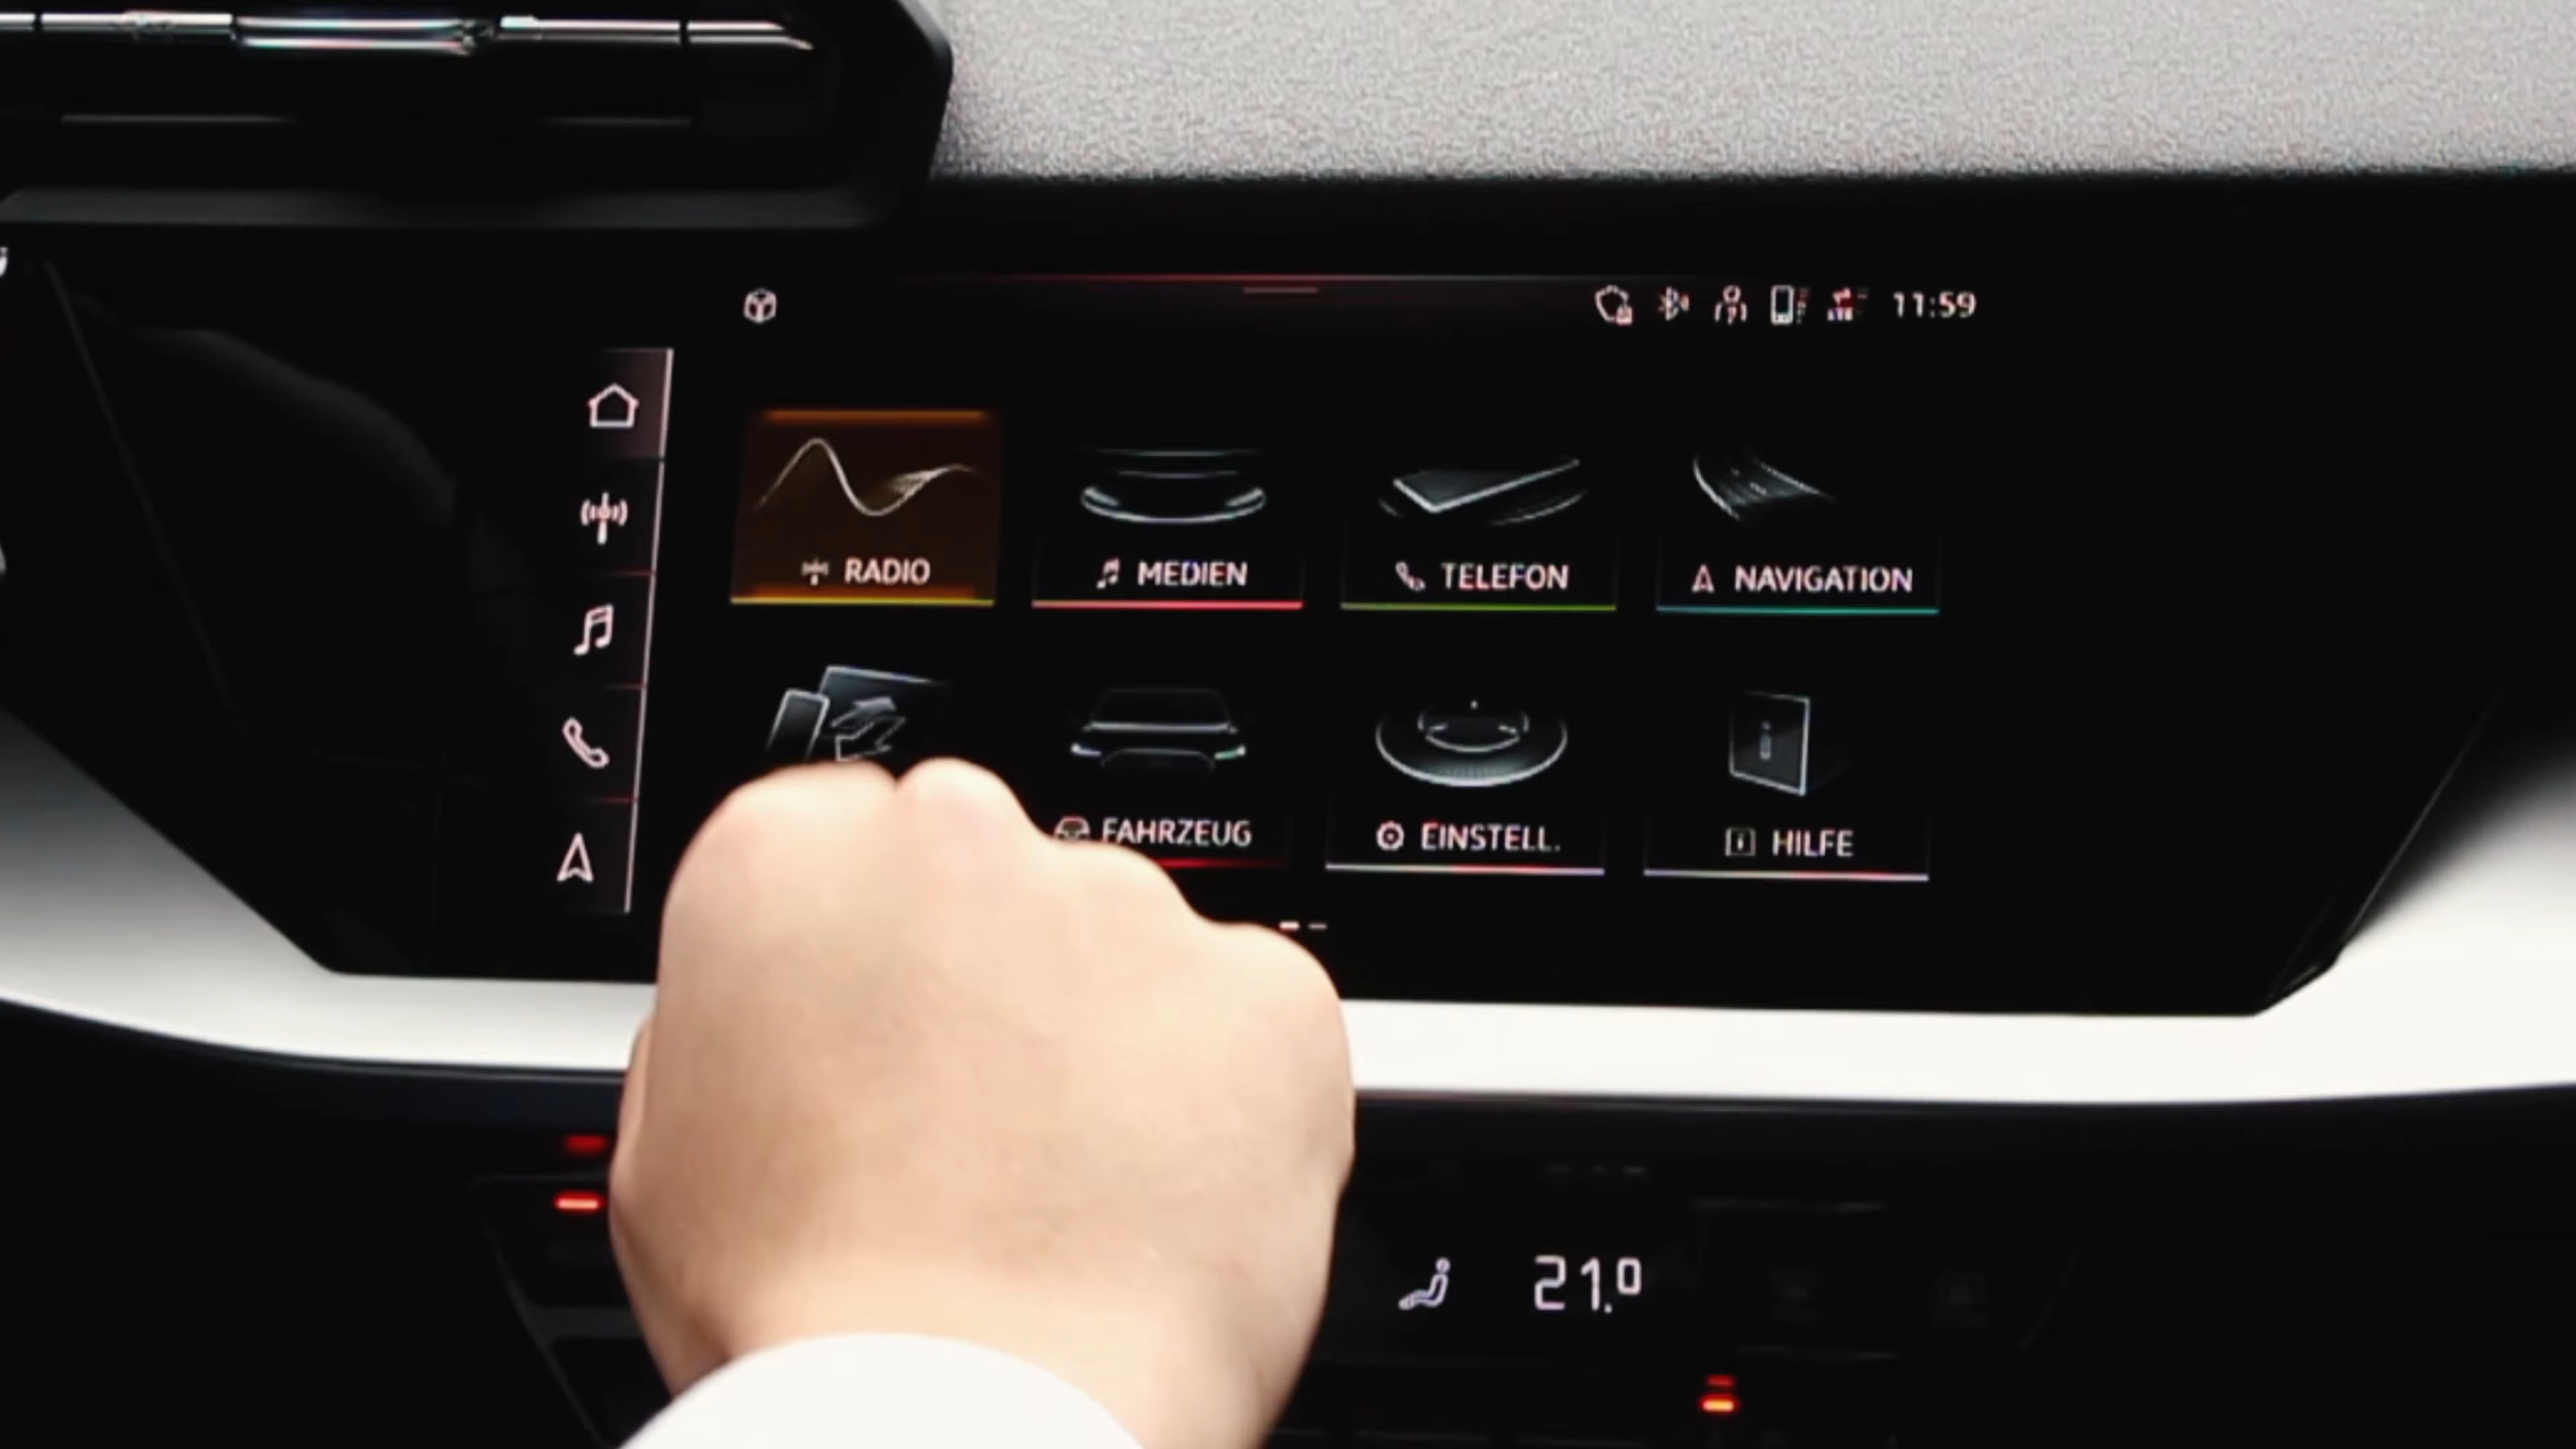 11:59
RADIO
MEDIEN
TELEFON
NAVIGATION
FAHRZEUG
EINSTELL.
HILFE
21.0